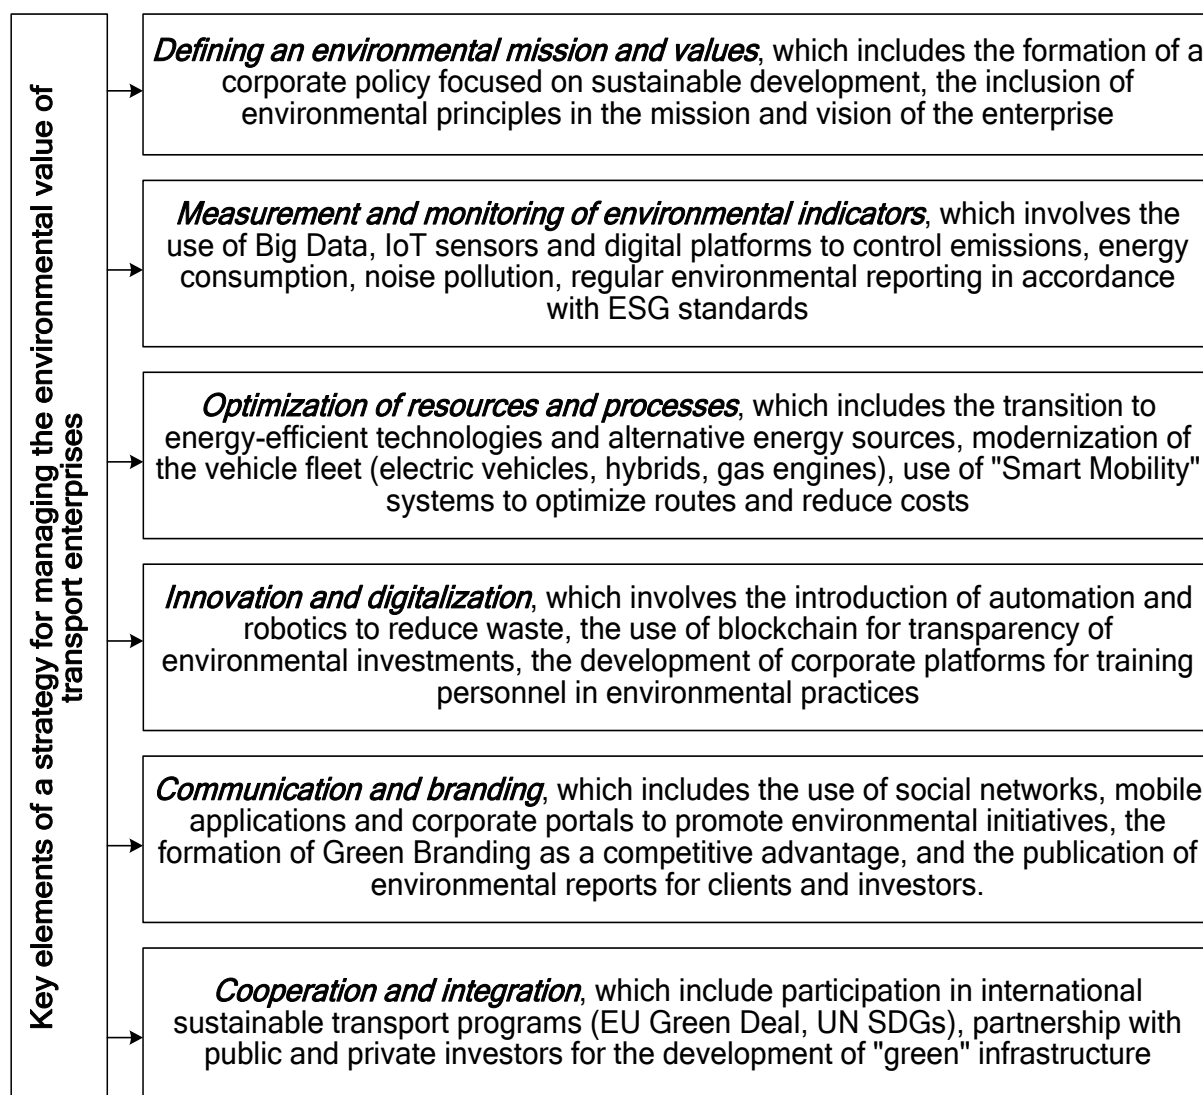 Key elements of a strategy for managing the environmental value of
transport enterprises
Defining an environmental mission and values, which includes the formation of a
corporate policy focused on sustainable development, the inclusion of
environmental principles in the mission and vision of the enterprise
Measurement and monitoring of environmental indicators, which involves the
use of Big Data, IoT sensors and digital platforms to control emissions, energy
consumption, noise pollution, regular environmental reporting in accordance
with ESG standards
Optimization of resources and processes, which includes the transition to
energy-efficient technologies and alternative energy sources, modernization of
the vehicle fleet (electric vehicles, hybrids, gas engines), use of "Smart Mobility"
systems to optimize routes and reduce costs
Innovation and digitalization, which involves the introduction of automation and
robotics to reduce waste, the use of blockchain for transparency of
environmental investments, the development of corporate platforms for training
personnel in environmental practices
Communication and branding, which includes the use of social networks, mobile
applications and corporate portals to promote environmental initiatives, the
formation of Green Branding as a competitive advantage, and the publication of
environmental reports for clients and investors.
Cooperation and integration, which include participation in international
sustainable transport programs (EU Green Deal, UN SDGs), partnership with
public and private investors for the development of "green" infrastructure